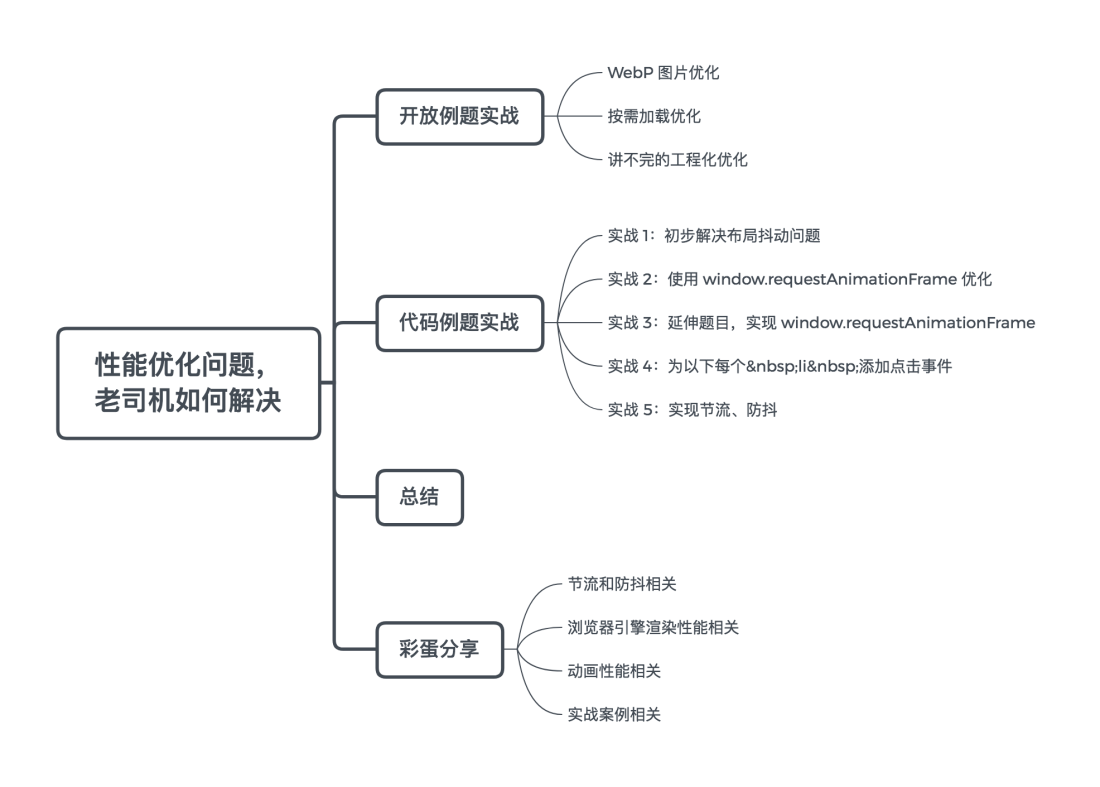 性能优化问题，
老司机如何解决
开放例题实战
WebP 图片优化
按需加载优化
讲不完的工程化优化
代码例题实战
实战 1：初步解决布局抖动问题
实战 2：使用 window.requestAnimationFrame 优化
实战 3：延伸题目，实现 window.requestAnimationFrame
实战 4：为以下每个&nbsp;li&nbsp;添加点击事件
实战 5：实现节流、防抖
总结
彩蛋分享
节流和防抖相关
浏览器引擎渲染性能相关
动画性能相关
实战案例相关